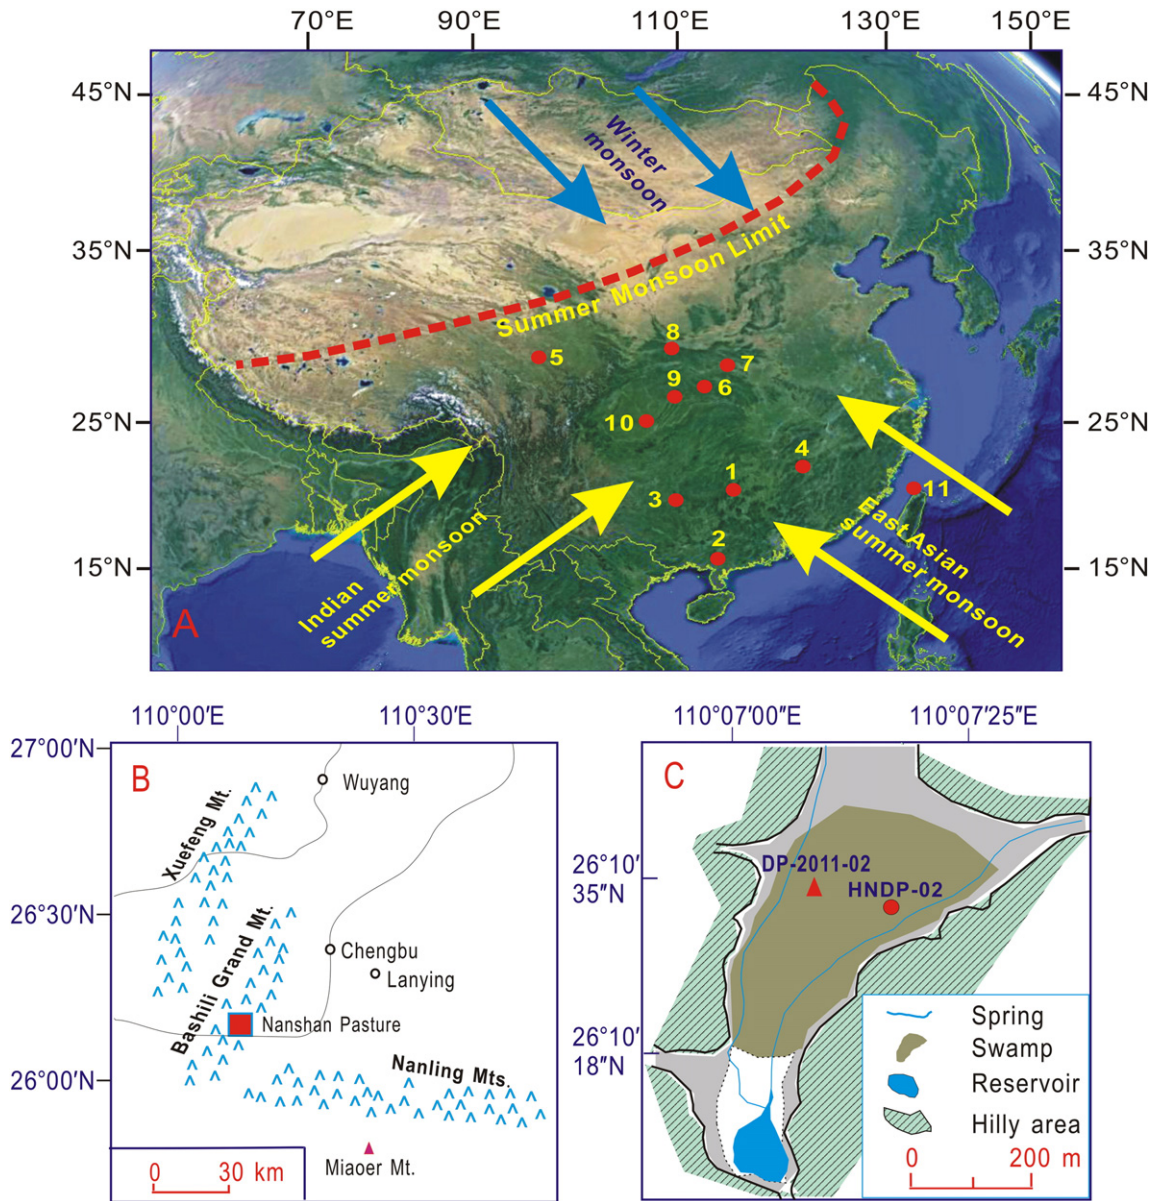 70°E 90°E 110°E 130°E 150°E
45°N 45°N
Winter
monsoon
35°N 35°N
Summer Monsoon Limit
8
5
7
9
6
25°N 25°N
10
4
1
3
11
2
15°N 15°N
Indian
summer monsoon
East Asian
summer monsoon
A
110°00'E 110°30'E
27°00'N
B
Wuyang
Xuefeng Mt.
26°30'N
Bashili Grand Mt.
Chengbu
Lanying
Nanshan Pasture
26°00'N
Nanling Mts.
Miaoer Mt.
0 30 km
110°07'00"E 110°07'25"E
C
26°10'
35"N
DP-2011-02
HNDP-02
26°10'
18"N
Spring
Swamp
Reservoir
Hilly area
0 200 m